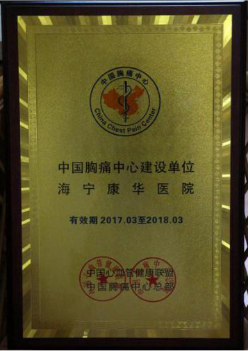 中国胸痛中心
China Chest Pain Center
中国胸痛中心建设单位
海宁康华医院
有效期 2017.03至2018.03
中国心血管健康联盟
中国胸痛中心总部